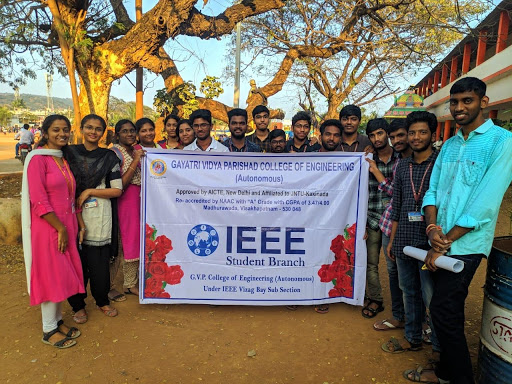 GAYATRI VIDYA PARISHAD COLLEGE OF ENGINEERING
(Autonomous)
Approved by AICTE, New Delhi and Affiliated to JNTU-Kakinada
Re- accredited by NAAC with "A" Grade with a CGPA of 3.47/4.00
Madhurawada, Visakhapatnam - 530 048
IEEE
Student Branch
G.V.P. College of Engineering (Autonomous)
Under IEEE Vizag Bay Sub Section